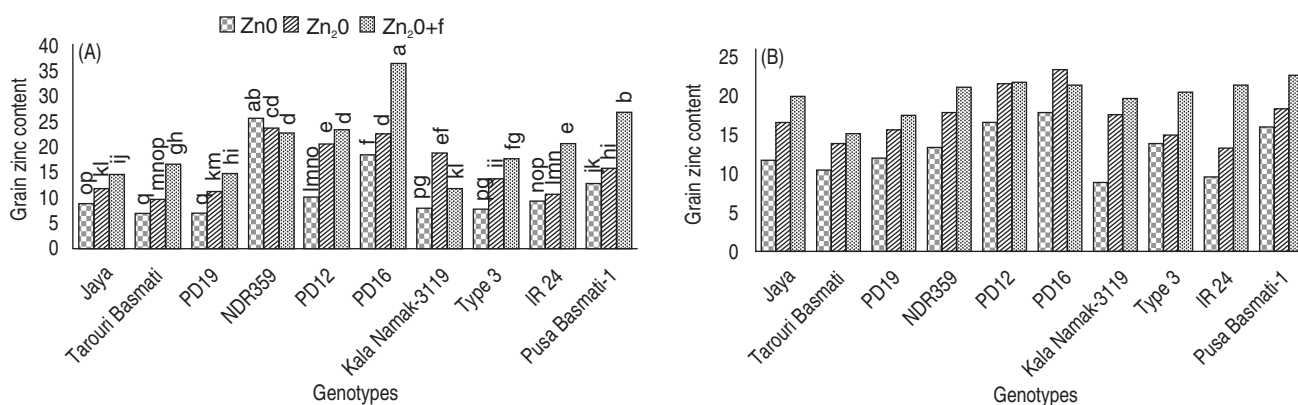 Zn0 Zn₂0 Zn₂0+f
(A)
Grain zinc content
40
35
30
25
20
15
10
5
0
op kl ij
q mnop gh
q km hi
ab cd d
lmno e d
f d a
pg ef kl
pg ij fg
nop lmn e
jk hi b
Jaya
Tarouri Basmati
PD19
NDR359
PD12
PD16
Kala Namak-3119
Type 3
IR 24
Pusa Basmati-1
Genotypes
(B)
Grain zinc content
25
20
15
10
5
0
Jaya
Tarouri Basmati
PD19
NDR359
PD12
PD16
Kala Namak-3119
Type 3
IR 24
Pusa Basmati-1
Genotypes